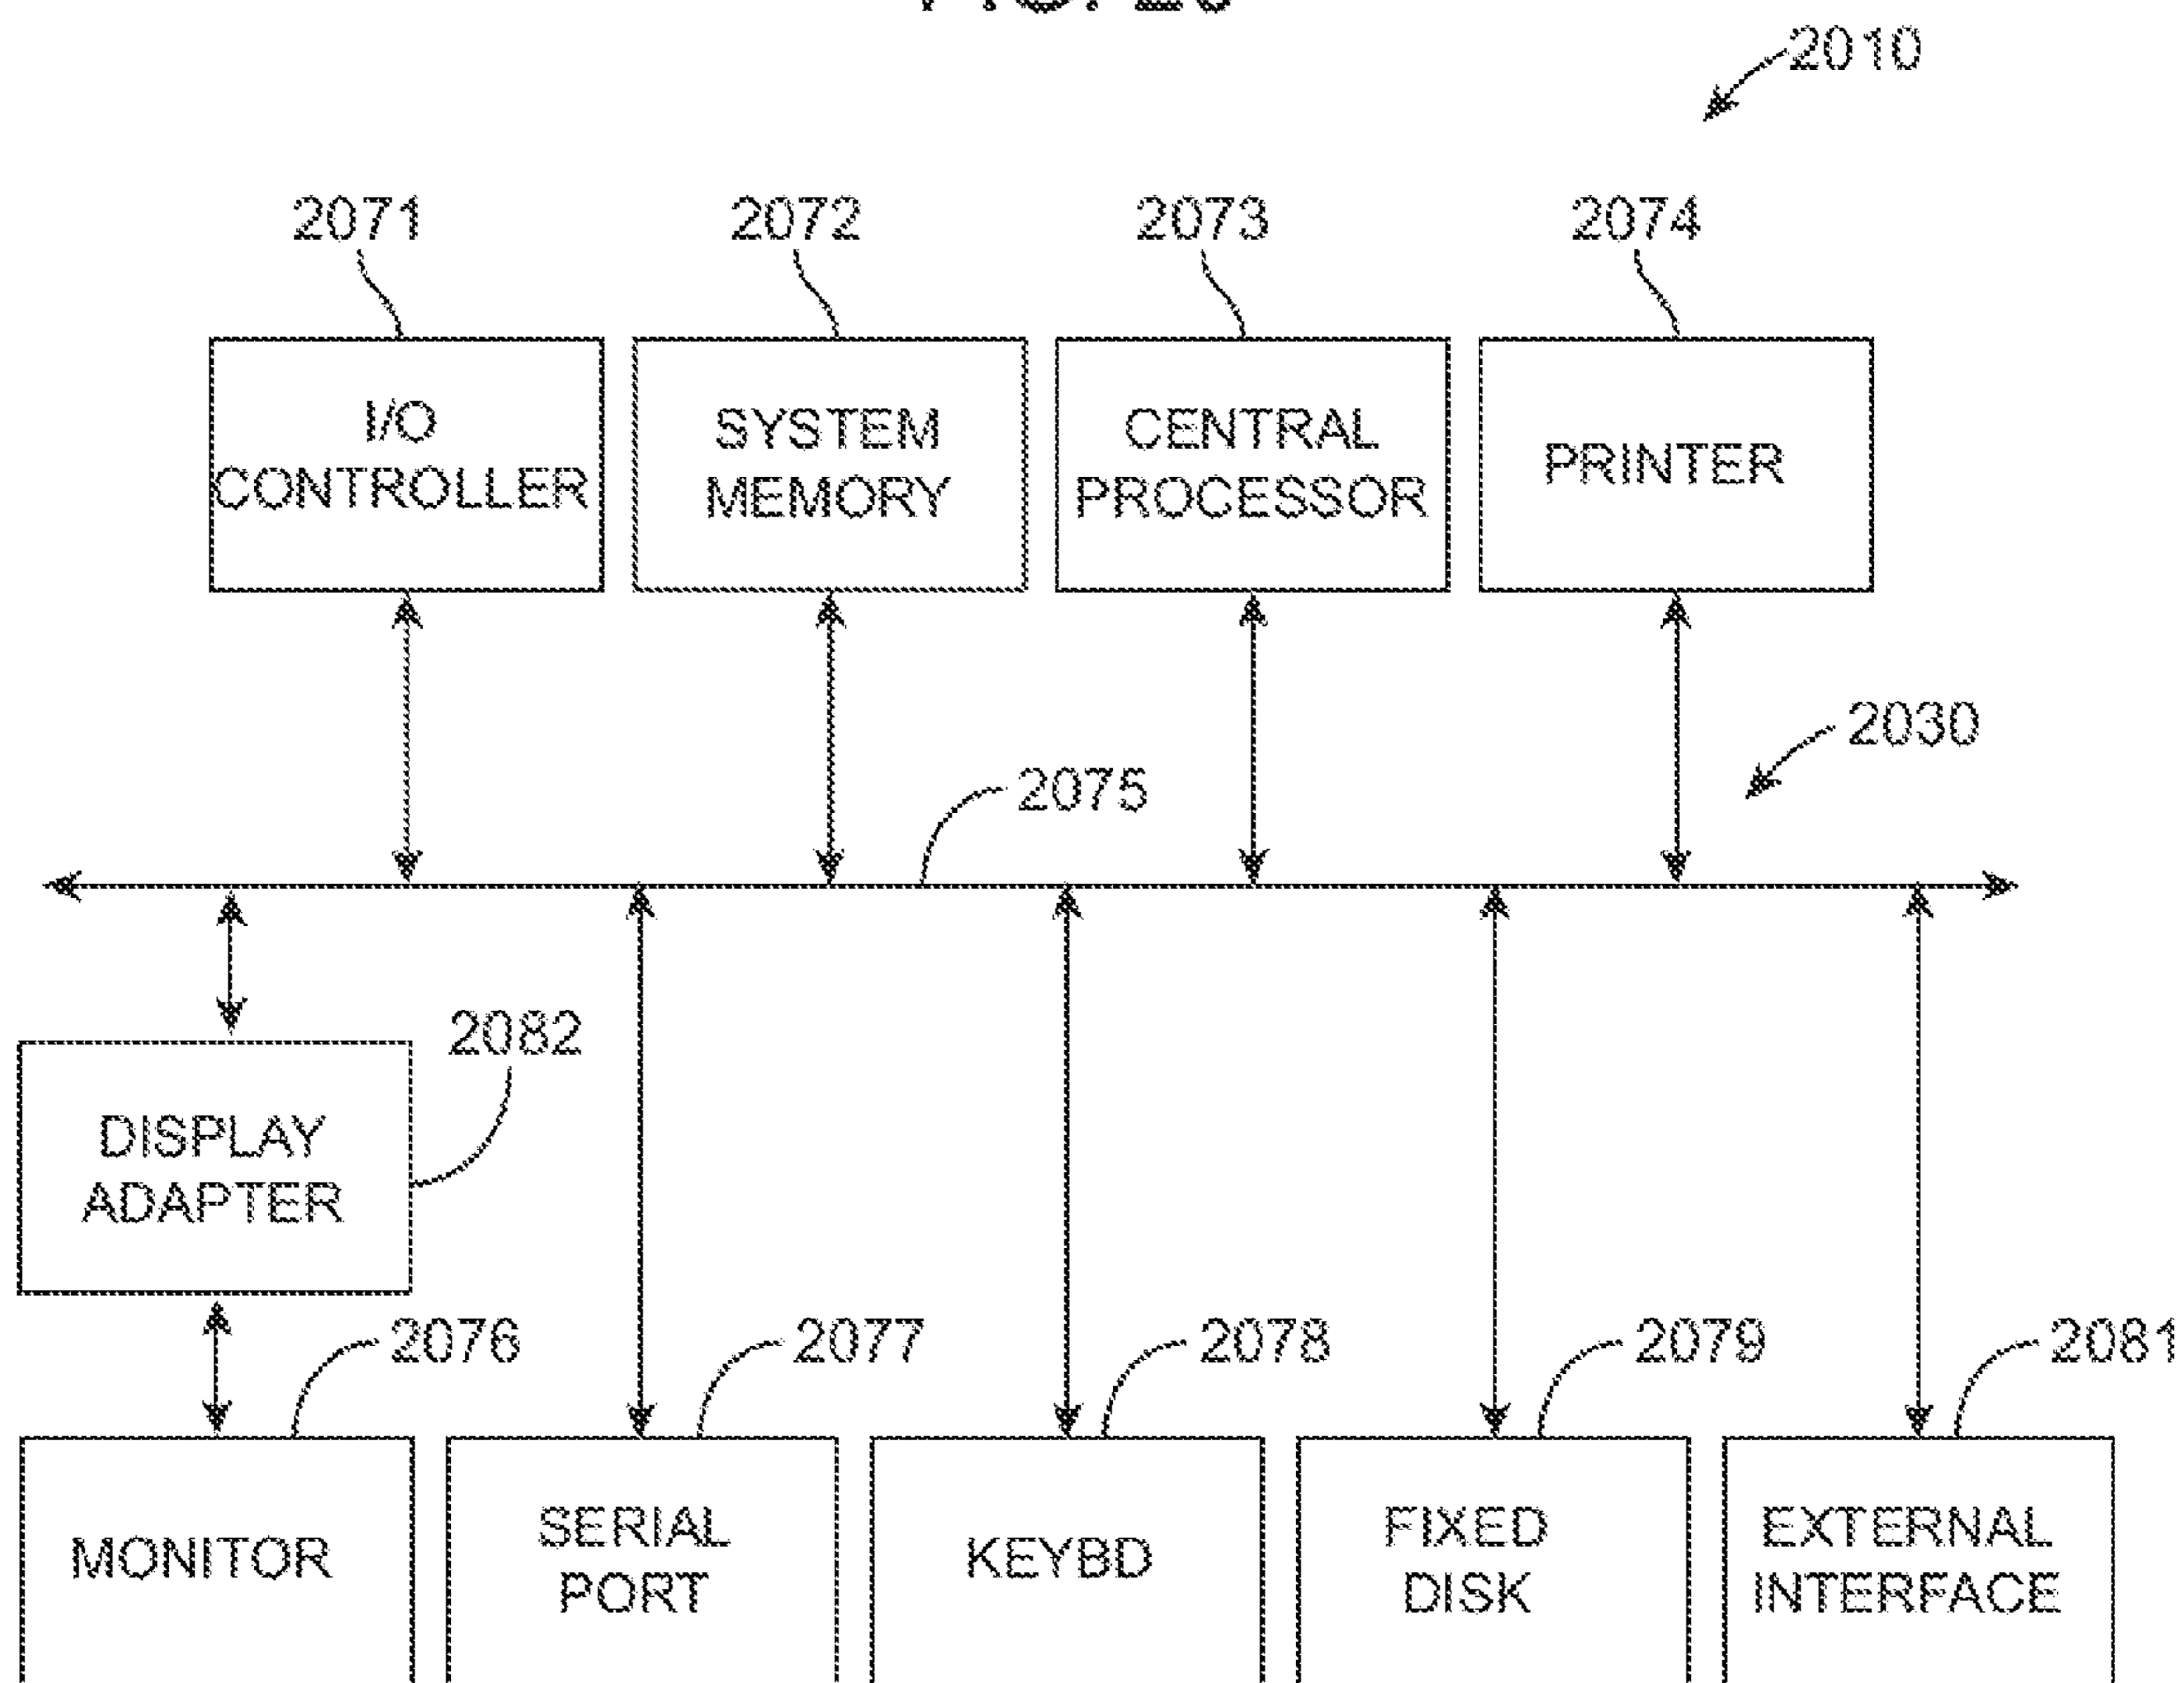 2010
2071 2072 2073 2074
I/O
CONTROLLER
SYSTEM
MEMORY
CENTRAL
PROCESSOR
PRINTER
2030
2075
2082
DISPLAY
ADAPTER
2076 2077 2078 2079 2081
MONITOR
SERIAL
PORT
KEYBD
FIXED
DISK
EXTERNAL
INTERFACE